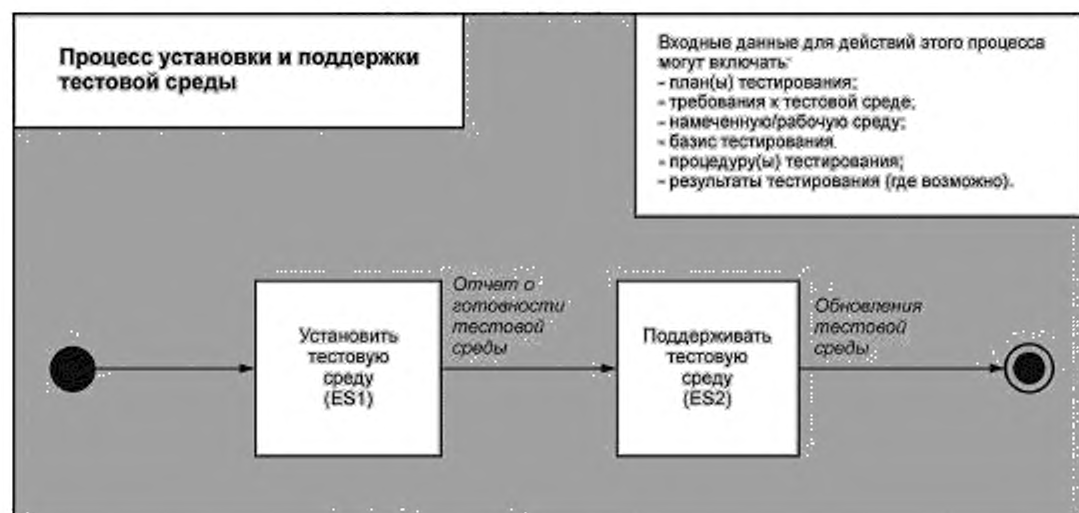 Процесс установки и поддержки
тестовой среды
Входные данные для действий этого процесса
могут включать:
- план(ы) тестирования;
- требования к тестовой среде;
- намеченную/рабочую среду;
- базис тестирования.
- процедуру(ы) тестирования;
- результаты тестирования (где возможно).
Установить
тестовую
среду
(ES1)
Отчет о
готовности
тестовой
среды
Поддерживать
тестовую
среду
(ES2)
Обновления
тестовой
среды